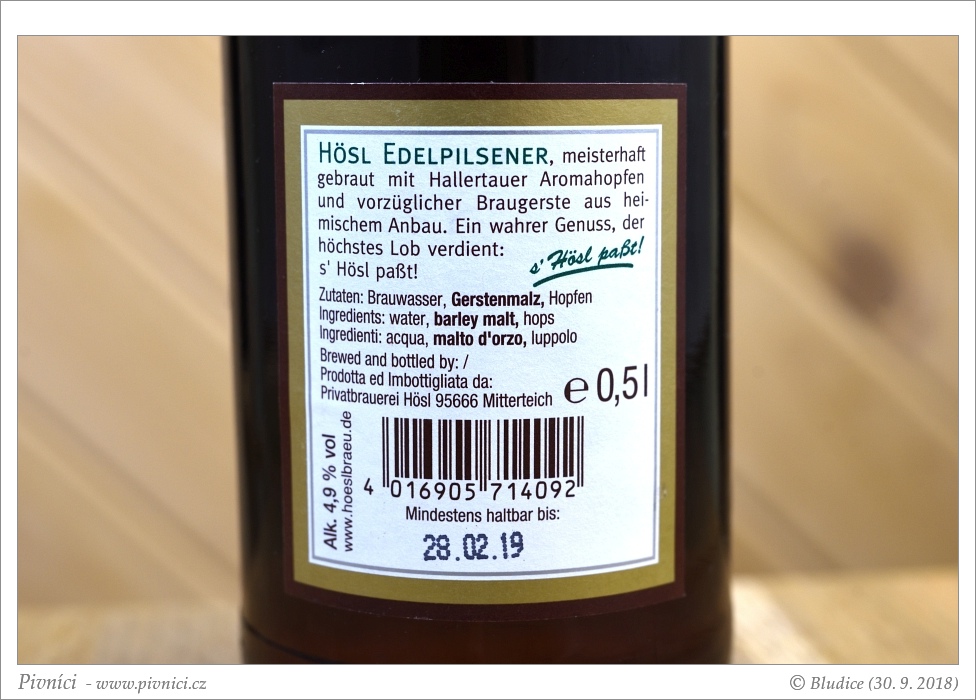 Hösl Edelpilsener, meisterhaft
gebraut mit Hallertauer Aromahopfen
und vorzüglicher Braugerste aus hei-
mischem Anbau. Ein wahrer Genuss, der
höchstes Lob verdient:
s' Hösl paßt!
s' Hösl paßt!
Zutaten: Brauwasser, Gerstenmalz, Hopfen
Ingredients: water, barley malt, hops
Ingredienti: acqua, malto d'orzo, luppolo
Brewed and bottled by: /
Prodotta ed Imbottigliata da:
Privatbrauerei Hösl 95666 Mitterteich
℮ 0,5l
Alk. 4,9 % vol
www.hoeslbraeu.de
4 016905 714092
Mindestens haltbar bis:
28.02.19
Pivníci - www.pivnici.cz
© Bludice (30. 9. 2018)